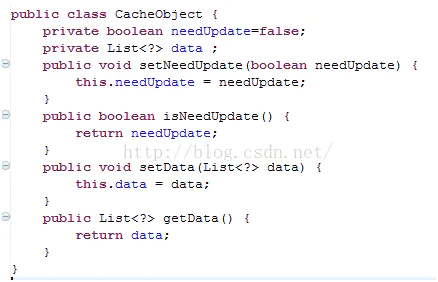 public class CacheObject {
    private boolean needUpdate=false;
    private List<?> data ;
    public void setNeedUpdate(boolean needUpdate) {
        this.needUpdate = needUpdate;
    }
    public boolean isNeedUpdate() {
        return needUpdate;
    }
http://blog.csdn.net/
    public void setData(List<?> data) {
        this.data = data;
    }
    public List<?> getData() {
        return data;
    }
}